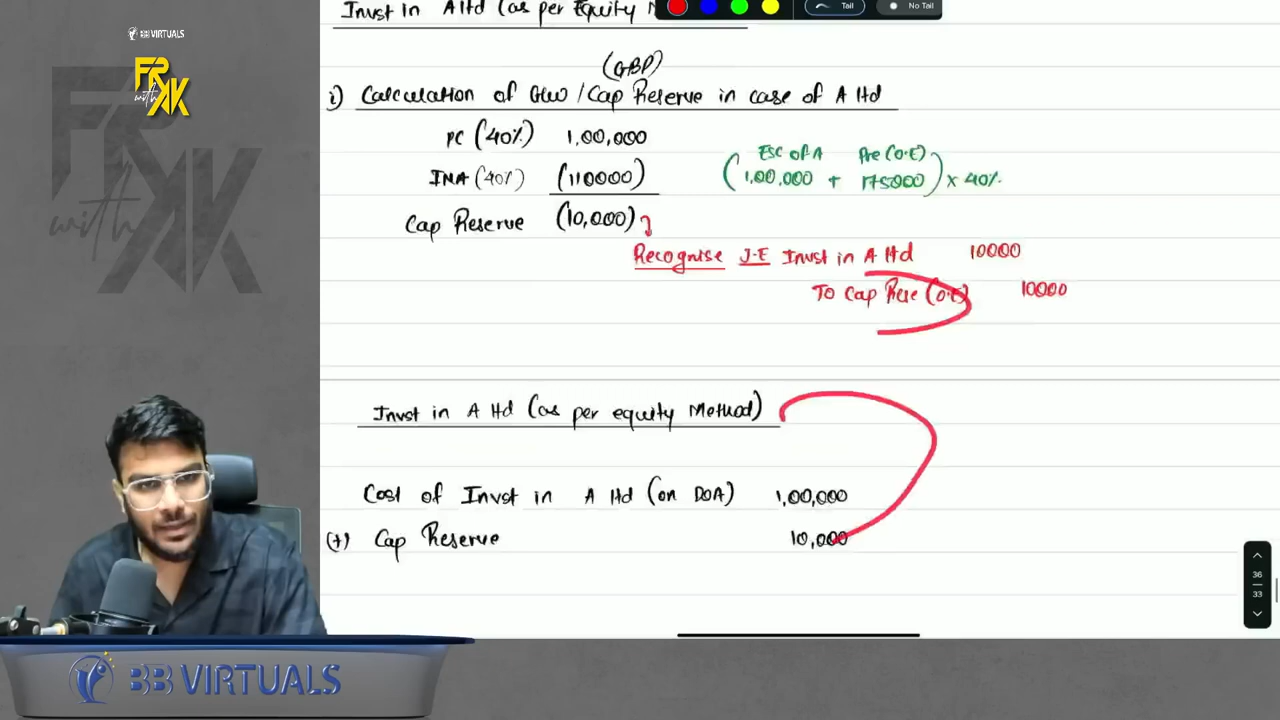 Invst in A Ltd (as per Equity
Tail
No Tail
BB VIRTUALS
FR
with
AK
(GBP)
i) Calculation of GW / Cap Reserve in case of A Ltd
PC (40%) 1,00,000
INA (40%) (110000)
Esc of A Pre (O.E)
(1,00,000 + 175000) x 40%
Cap Reserve (10,000)
Recognise J.E Invst in A Ltd 10000
To Cap Rese (O.E) 10000
Invst in A Ltd (as per equity Method)
Cost of Invst in A Ltd (on DOA) 1,00,000
(+) Cap Reserve 10,000
36
33
BB VIRTUALS